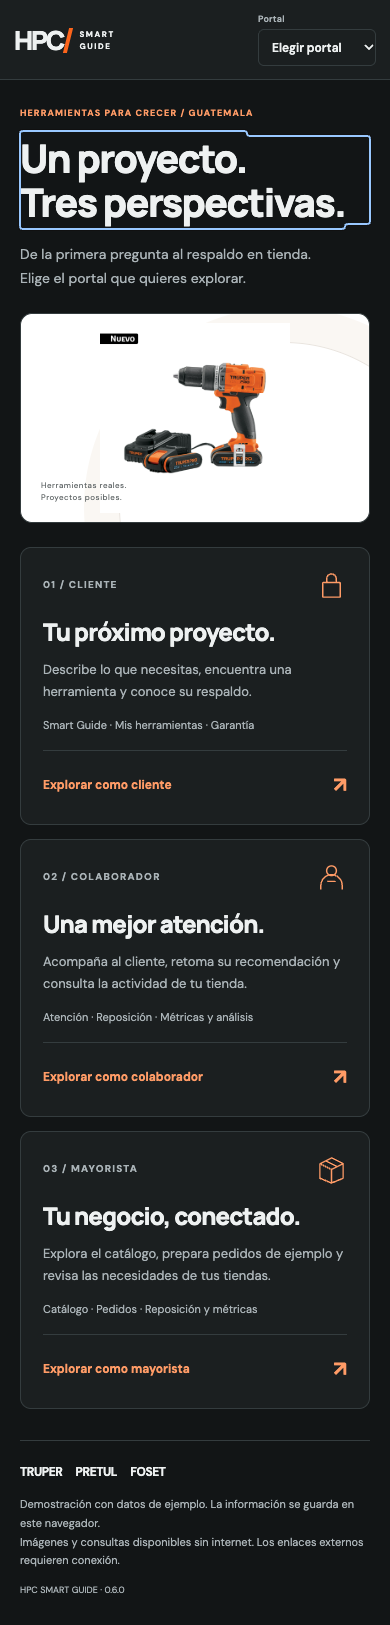 HPC/ SMART
GUIDE
Portal
Elegir portal
HERRAMIENTAS PARA CRECER / GUATEMALA
Un proyecto.
Tres perspectivas.
De la primera pregunta al respaldo en tienda.
Elige el portal que quieres explorar.
NUEVO
TRUPER
Herramientas reales.
Proyectos posibles.
01 / CLIENTE
Tu próximo proyecto.
Describe lo que necesitas, encuentra una
herramienta y conoce su respaldo.
Smart Guide · Mis herramientas · Garantía
Explorar como cliente
02 / COLABORADOR
Una mejor atención.
Acompaña al cliente, retoma su recomendación y
consulta la actividad de tu tienda.
Atención · Reposición · Métricas y análisis
Explorar como colaborador
03 / MAYORISTA
Tu negocio, conectado.
Explora el catálogo, prepara pedidos de ejemplo y
revisa las necesidades de tus tiendas.
Catálogo · Pedidos · Reposición y métricas
Explorar como mayorista
TRUPER PRETUL FOSET
Demostración con datos de ejemplo. La información se guarda en
este navegador.
Imágenes y consultas disponibles sin internet. Los enlaces externos
requieren conexión.
HPC SMART GUIDE · 0.6.0